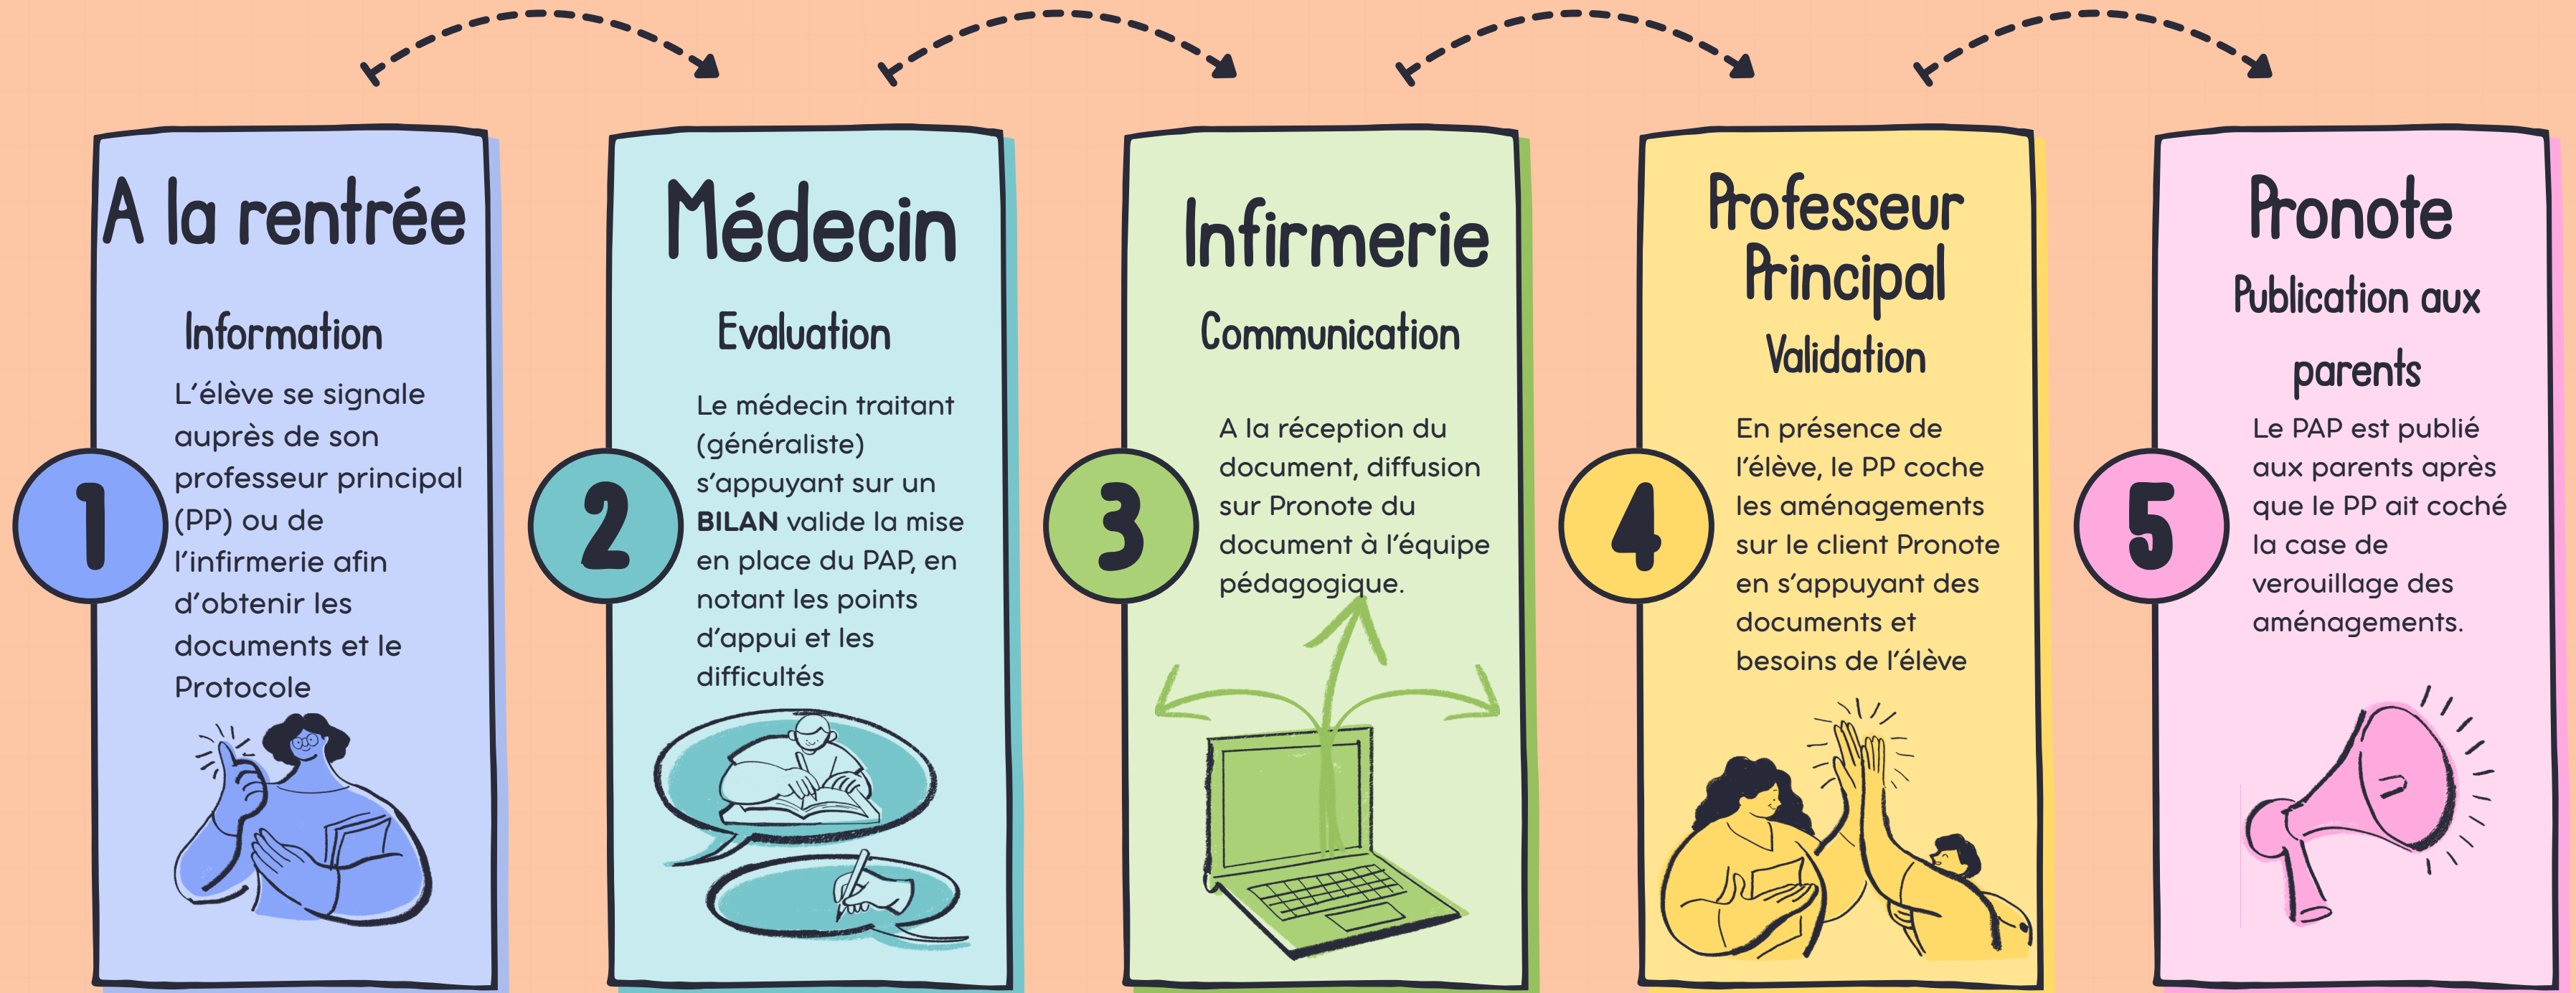 A la rentrée
Information
L'élève se signale
auprès de son
professeur principal
(PP) ou de
l'infirmerie afin
d'obtenir les
documents et le
Protocole
1
Médecin
Evaluation
Le médecin traitant
(généraliste)
s'appuyant sur un
BILAN valide la mise
en place du PAP, en
notant les points
d'appui et les
difficultés
2
Infirmerie
Communication
A la réception du
document, diffusion
sur Pronote du
document à l'équipe
pédagogique.
3
Professeur
Principal
Validation
En présence de
l'élève, le PP coche
les aménagements
sur le client Pronote
en s'appuyant des
documents et
besoins de l'élève
4
Pronote
Publication aux
parents
Le PAP est publié
aux parents après
que le PP ait coché
la case de
verouillage des
aménagements.
5